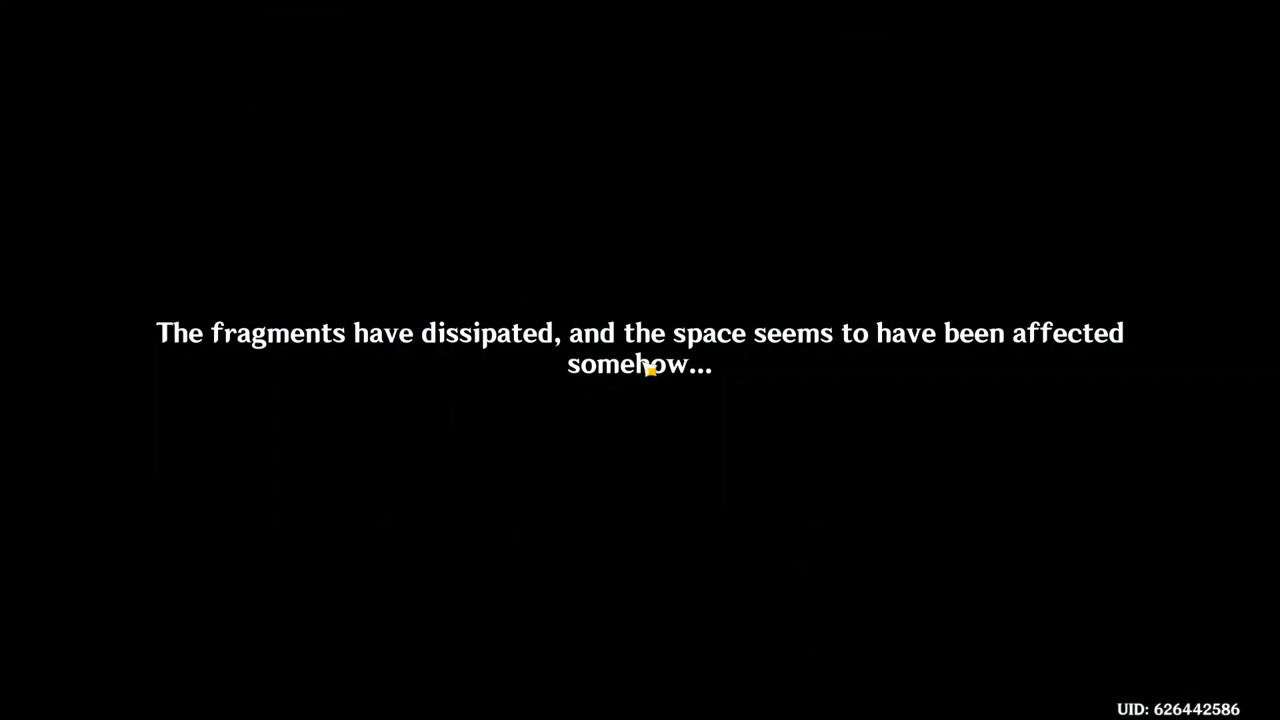 The fragments have dissipated, and the space seems to have been affected
somehow...
UID: 626442586